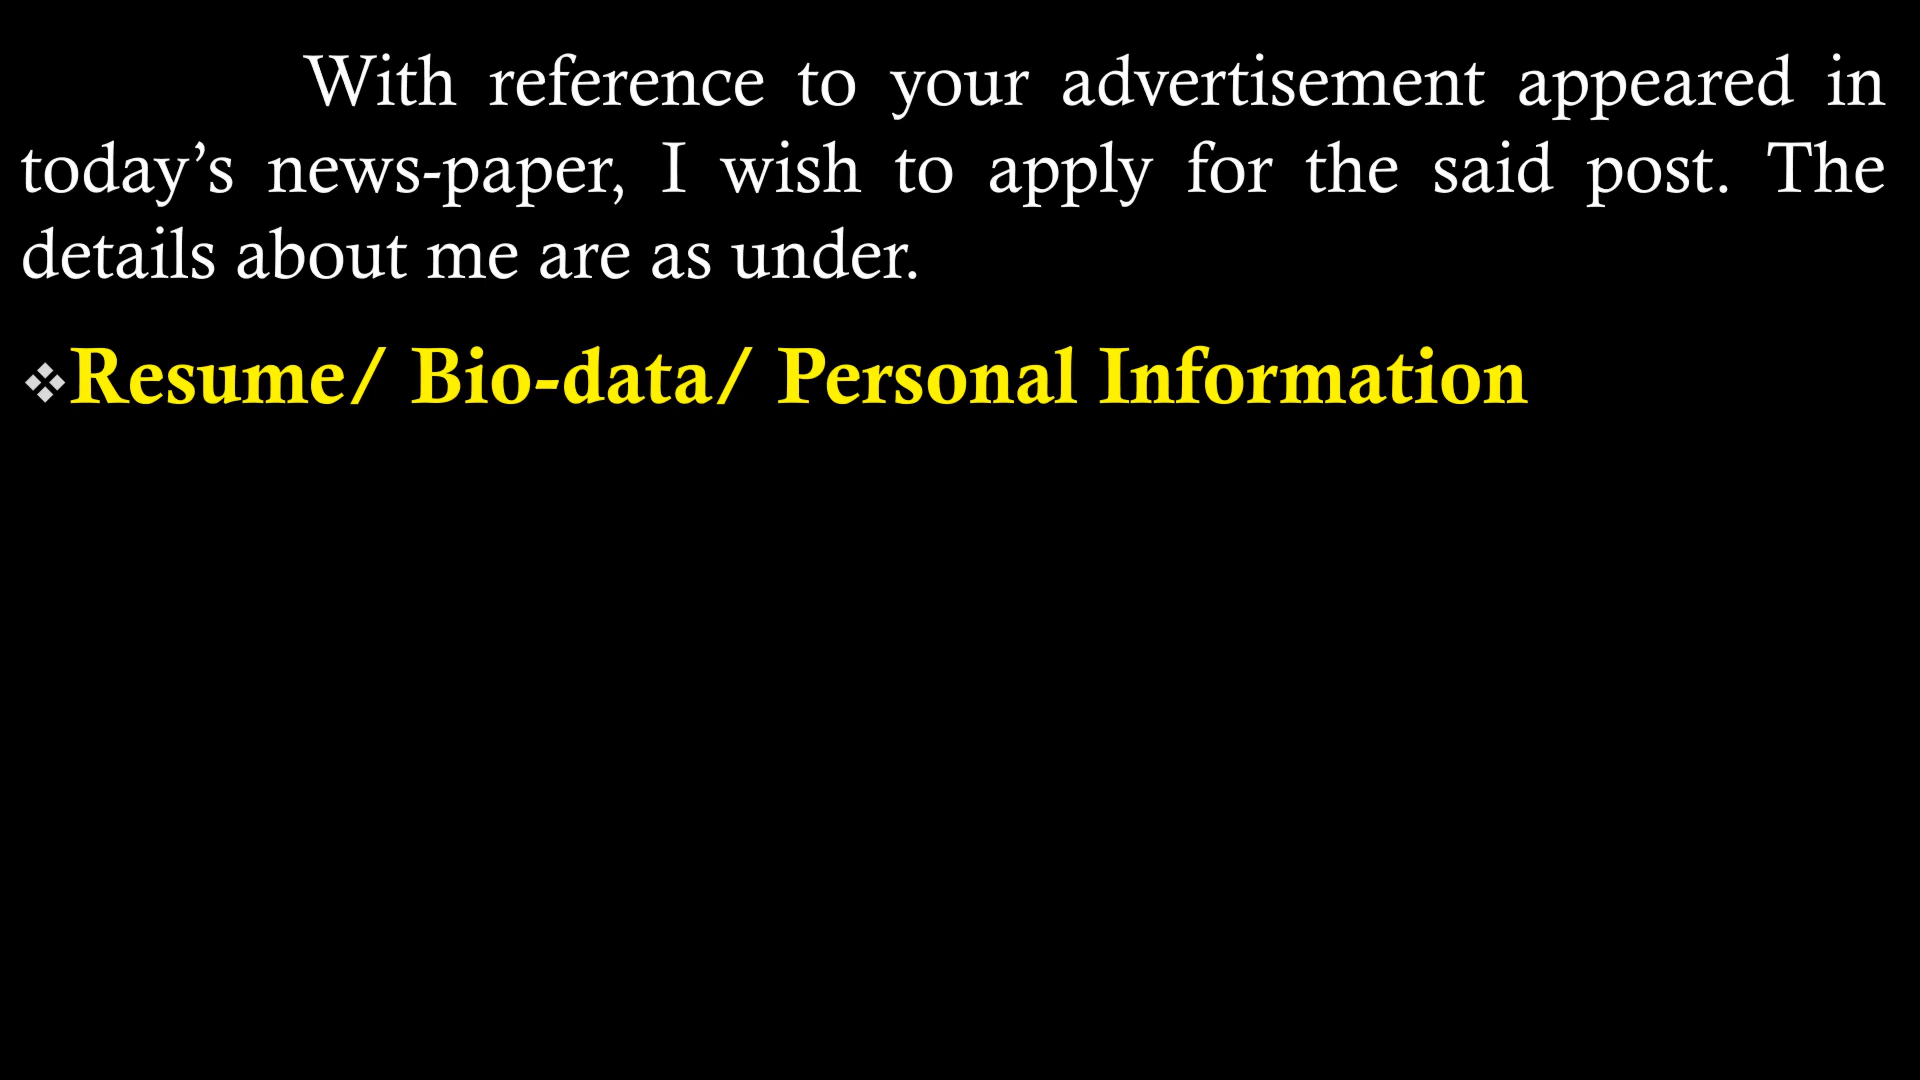 With reference to your advertisement appeared in
today’s news-paper, I wish to apply for the said post. The
details about me are as under.
❖Resume/ Bio-data/ Personal Information